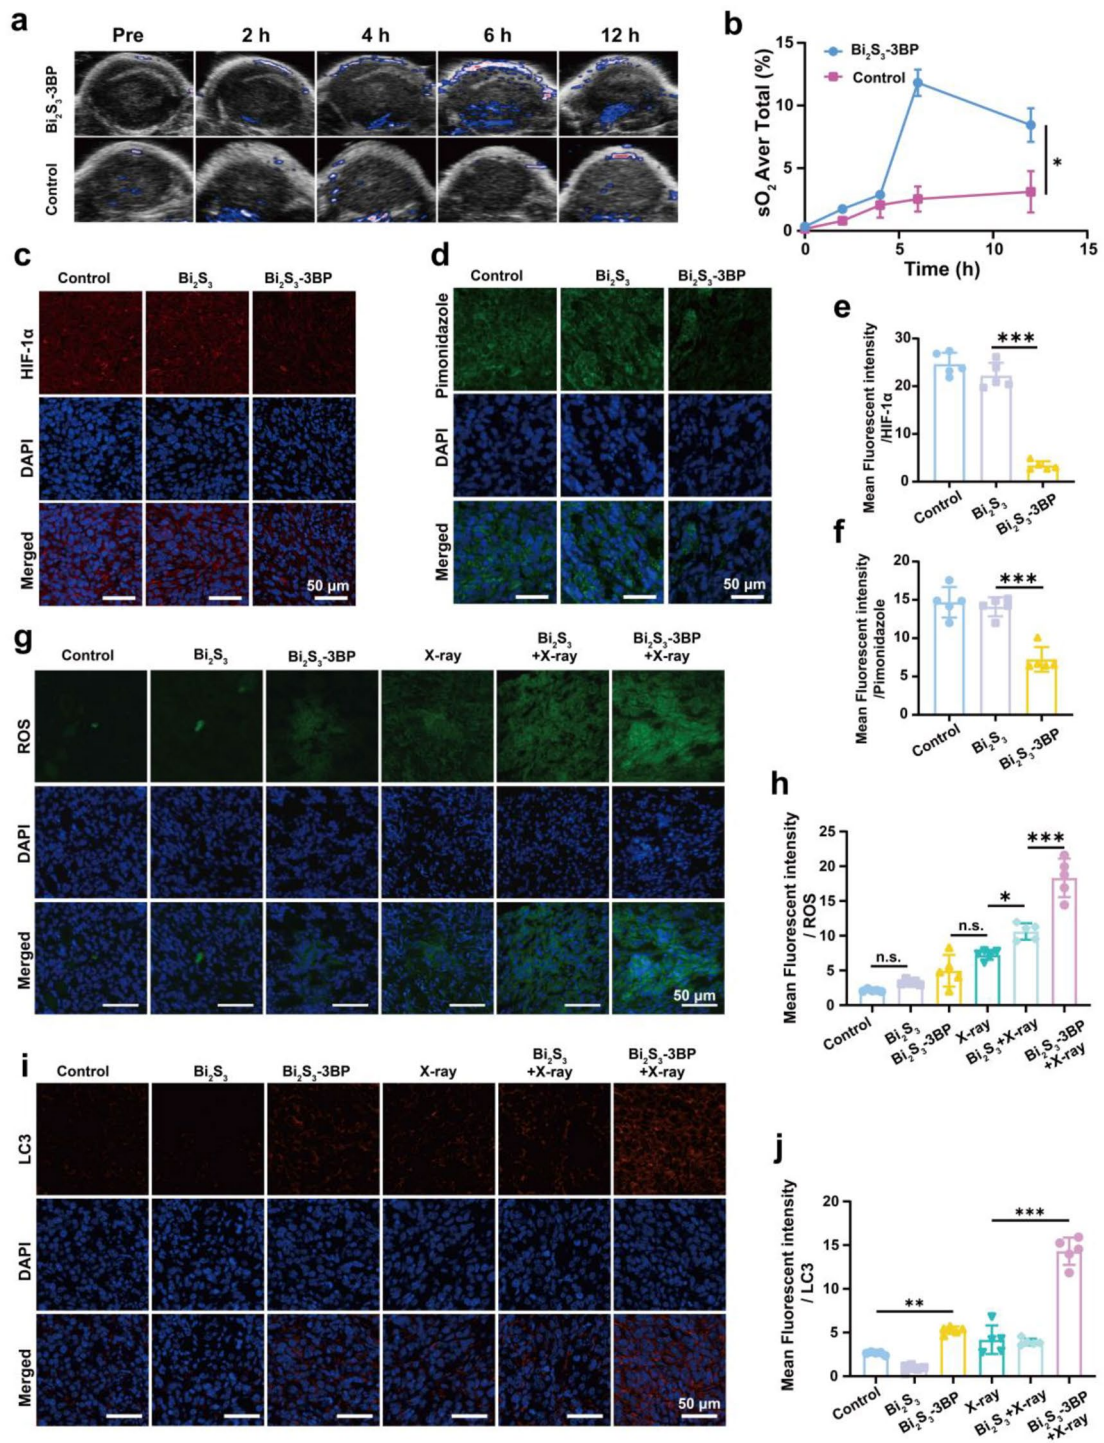 a
Pre
2 h
4 h
6 h
12 h
Bi₂S₃-3BP
Control
b
sO₂ Aver Total (%)
15
10
5
0
Bi₂S₃-3BP
Control
*
0
5
10
15
Time (h)
c
Control
Bi₂S₃
Bi₂S₃-3BP
HIF-1α
DAPI
Merged
50 μm
d
Control
Bi₂S₃
Bi₂S₃-3BP
Pimonidazole
DAPI
Merged
50 μm
e
Mean Fluorescent intensity
/HIF-1α
30
20
10
0
***
Control
Bi₂S₃
Bi₂S₃-3BP
f
Mean Fluorescent intensity
/Pimonidazole
20
15
10
5
0
***
Control
Bi₂S₃
Bi₂S₃-3BP
g
Control
Bi₂S₃
Bi₂S₃-3BP
X-ray
Bi₂S₃
+X-ray
Bi₂S₃-3BP
+X-ray
ROS
DAPI
Merged
50 μm
h
Mean Fluorescent intensity
/ ROS
25
20
15
10
5
0
n.s.
n.s.
*
***
Control
Bi₂S₃
Bi₂S₃-3BP
X-ray
Bi₂S₃+X-ray
Bi₂S₃-3BP
+X-ray
i
Control
Bi₂S₃
Bi₂S₃-3BP
X-ray
Bi₂S₃
+X-ray
Bi₂S₃-3BP
+X-ray
LC3
DAPI
Merged
50 μm
j
Mean Fluorescent intensity
/ LC3
20
15
10
5
0
**
***
Control
Bi₂S₃
Bi₂S₃-3BP
X-ray
Bi₂S₃+X-ray
Bi₂S₃-3BP
+X-ray